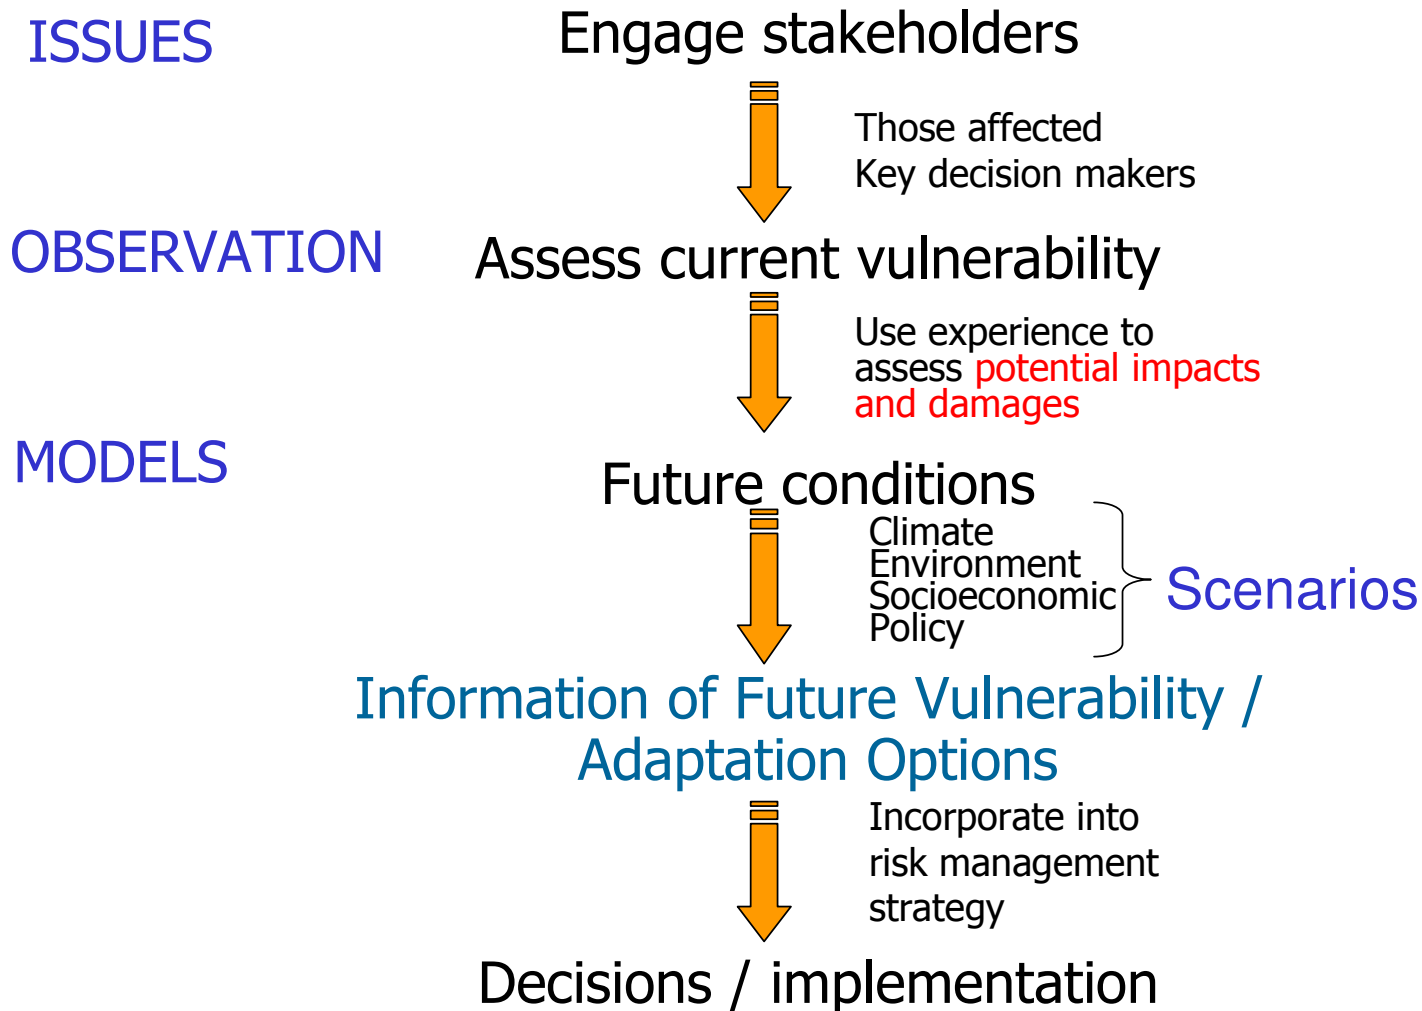 ISSUES
Engage stakeholders
Those affected
Key decision makers
OBSERVATION
Assess current vulnerability
Use experience to
assess potential impacts
and damages
MODELS
Future conditions
Climate
Environment
Socioeconomic
Policy
Scenarios
Information of Future Vulnerability /
Adaptation Options
Incorporate into
risk management
strategy
Decisions / implementation